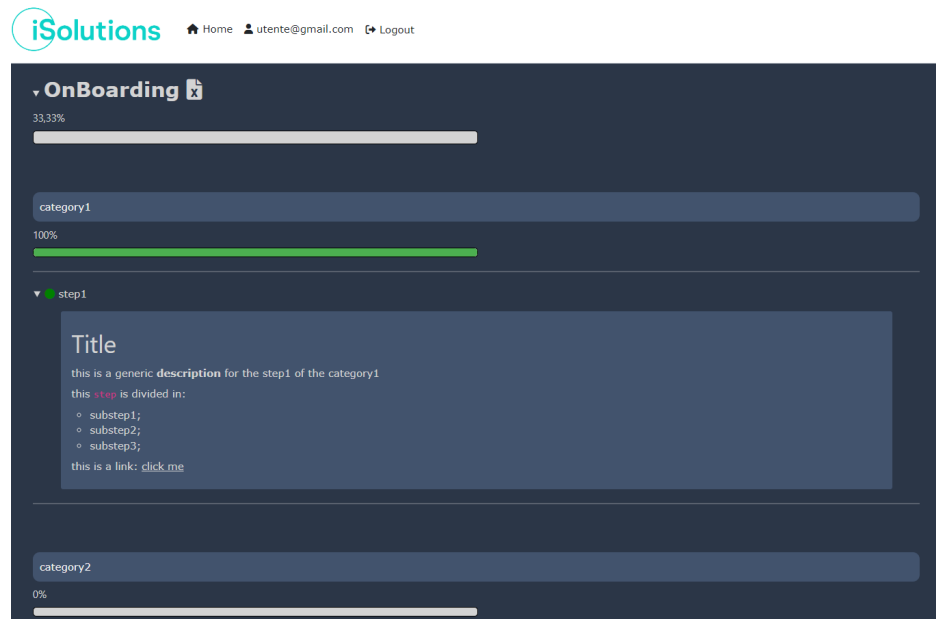 iSolutions
Home utente@gmail.com Logout
OnBoarding
33,33%
category1
100%
step1
Title
this is a generic description for the step1 of the category1
this step is divided in:
substep1;
substep2;
substep3;
this is a link: click me
category2
0%